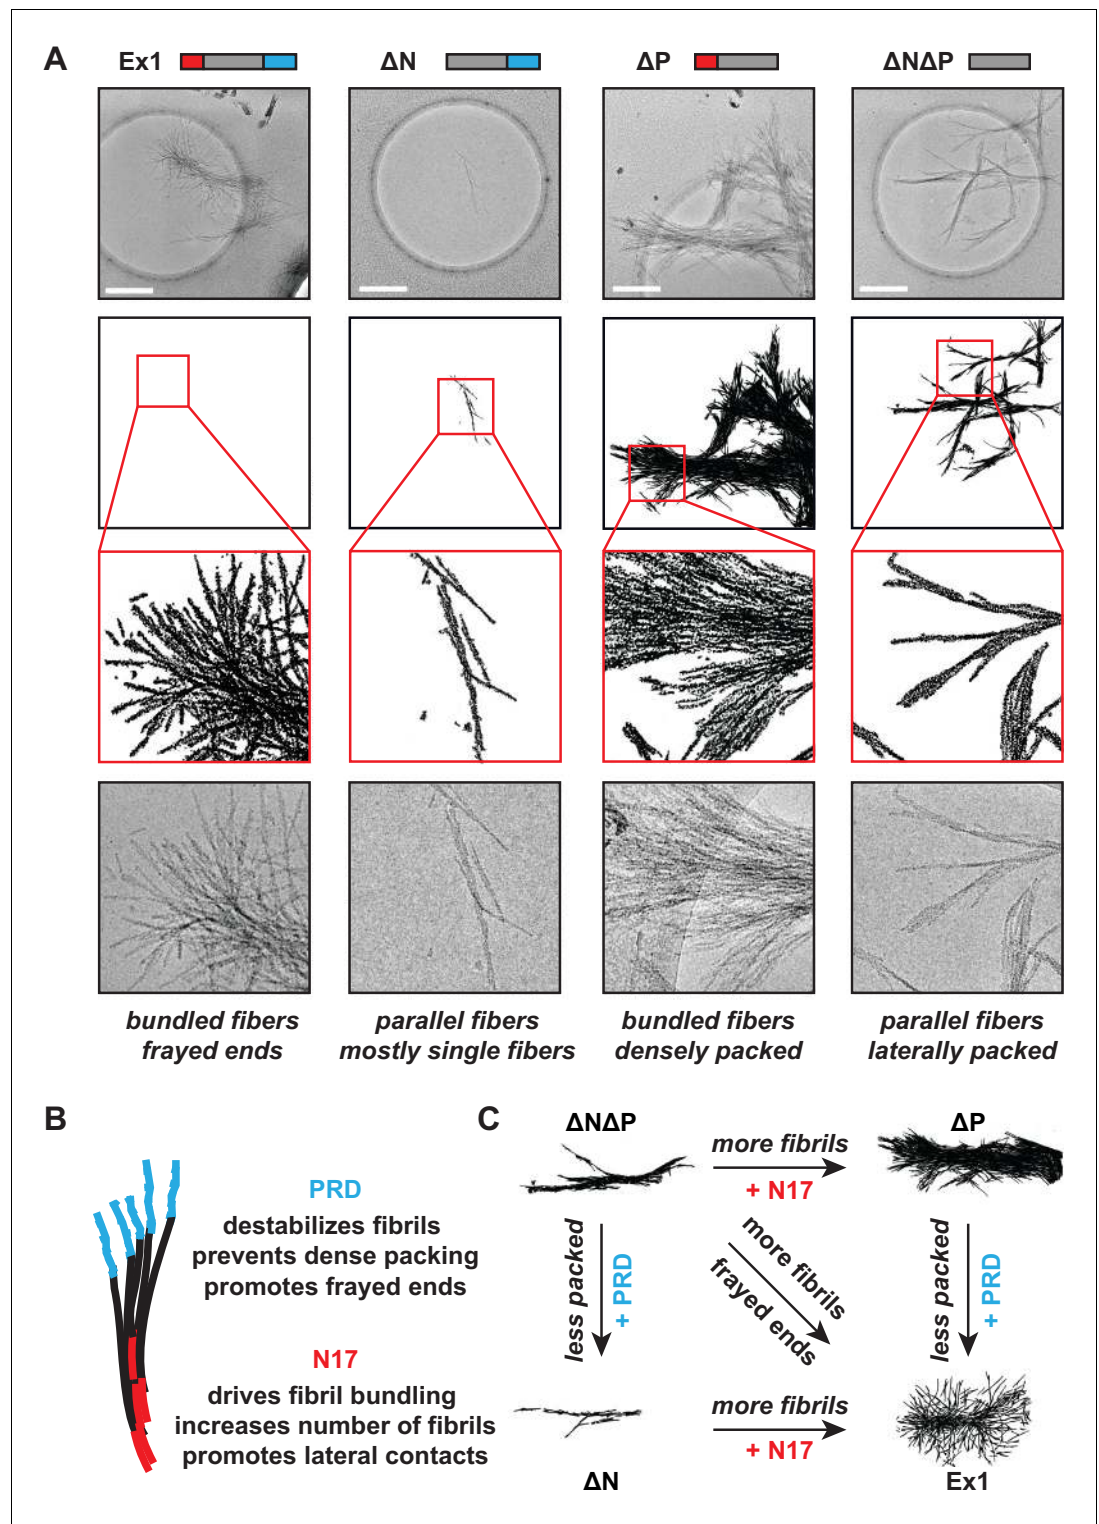 A
Ex1
ΔN
ΔP
ΔNΔP
bundled fibers
frayed ends
parallel fibers
mostly single fibers
bundled fibers
densely packed
parallel fibers
laterally packed
B
PRD
destabilizes fibrils
prevents dense packing
promotes frayed ends
N17
drives fibril bundling
increases number of fibrils
promotes lateral contacts
C
ΔNΔP
more fibrils
+ N17
ΔP
less packed
+ PRD
more fibrils
frayed ends
less packed
+ PRD
more fibrils
+ N17
ΔN
Ex1